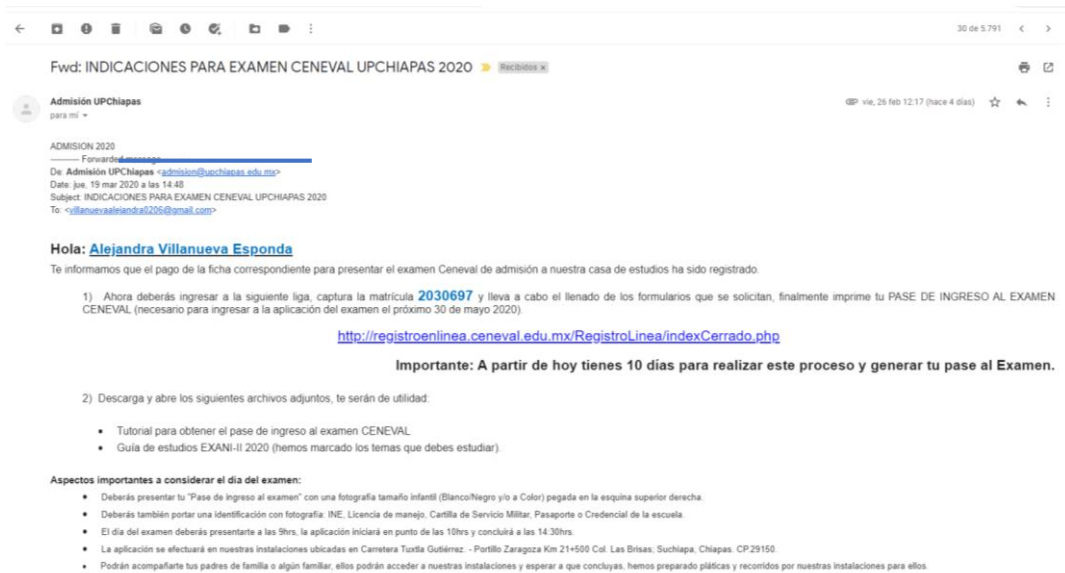 30 de 5.791
Fwd: INDICACIONES PARA EXAMEN CENEVAL UPCHIAPAS 2020 Recibidos x
Admisión UPChiapas
vie, 26 feb 12:17 (hace 4 días)
para mí
ADMISION 2020
---------- Forwarded message
De: Admisión UPChiapas <admision@upchiapas.edu.mx>
Date: jue, 19 mar 2020 a las 14:48
Subject: INDICACIONES PARA EXAMEN CENEVAL UPCHIAPAS 2020
To: <villanuevaalejandra0206@gmail.com>
Hola: Alejandra Villanueva Esponda
Te informamos que el pago de la ficha correspondiente para presentar el examen Ceneval de admisión a nuestra casa de estudios ha sido registrado.
1) Ahora deberás ingresar a la siguiente liga, captura la matrícula 2030697 y lleva a cabo el llenado de los formularios que se solicitan, finalmente imprime tu PASE DE INGRESO AL EXAMEN
CENEVAL (necesario para ingresar a la aplicación del examen el próximo 30 de mayo 2020).
http://registroenlinea.ceneval.edu.mx/RegistroLinea/indexCerrado.php
Importante: A partir de hoy tienes 10 días para realizar este proceso y generar tu pase al Examen.
2) Descarga y abre los siguientes archivos adjuntos, te serán de utilidad:
• Tutorial para obtener el pase de ingreso al examen CENEVAL
• Guía de estudios EXANI-II 2020 (hemos marcado los temas que debes estudiar).
Aspectos importantes a considerar el día del examen:
• Deberás presentar tu "Pase de ingreso al examen" con una fotografía tamaño infantil (Blanco/Negro y/o a Color) pegada en la esquina superior derecha.
• Deberás también portar una identificación con fotografía: INE, Licencia de manejo, Cartilla de Servicio Militar, Pasaporte o Credencial de la escuela.
• El día del examen deberás presentarte a las 9hrs, la aplicación iniciará en punto de las 10hrs y concluirá a las 14:30hrs.
• La aplicación se efectuará en nuestras instalaciones ubicadas en Carretera Tuxtla Gutiérrez. - Portillo Zaragoza Km 21+500 Col. Las Brisas; Suchiapa, Chiapas. CP.29150.
• Podrán acompañarte tus padres de familia o algún familiar, ellos podrán acceder a nuestras instalaciones y esperar a que concluyas, hemos preparado pláticas y recorridos por nuestras instalaciones para ellos.